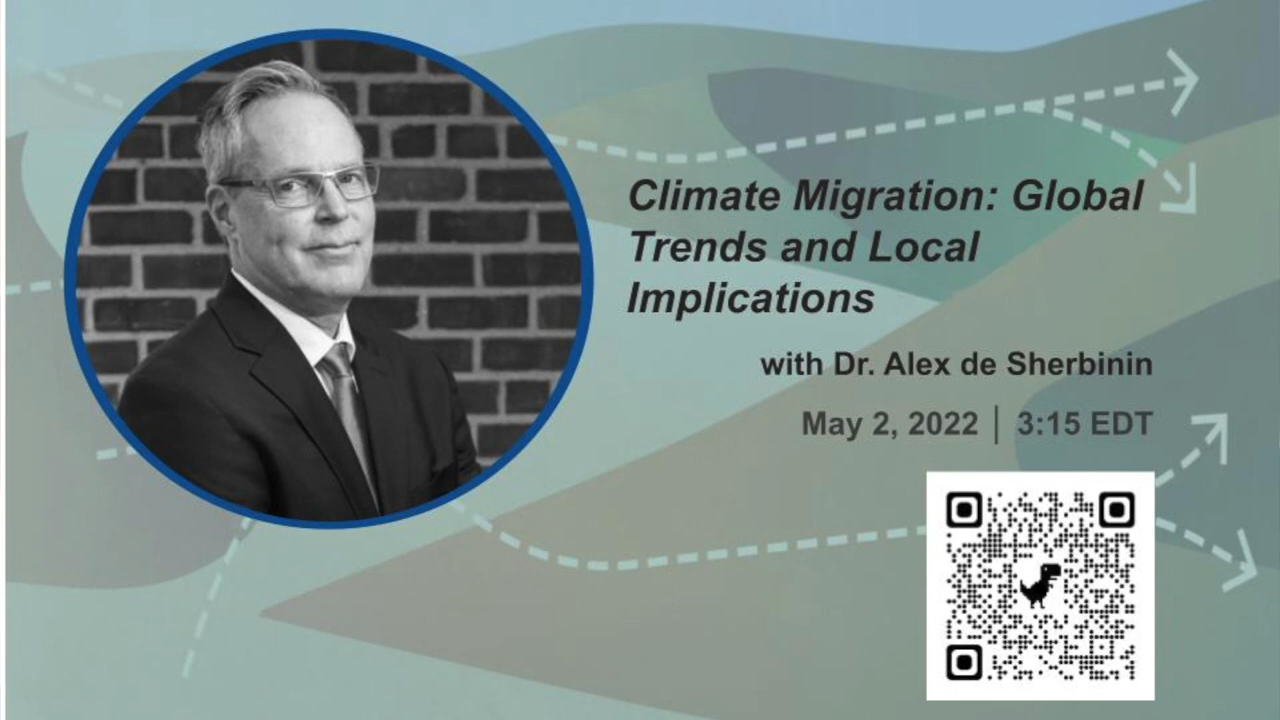 Climate Migration: Global
Trends and Local
Implications
with Dr. Alex de Sherbinin
May 2, 2022 | 3:15 EDT